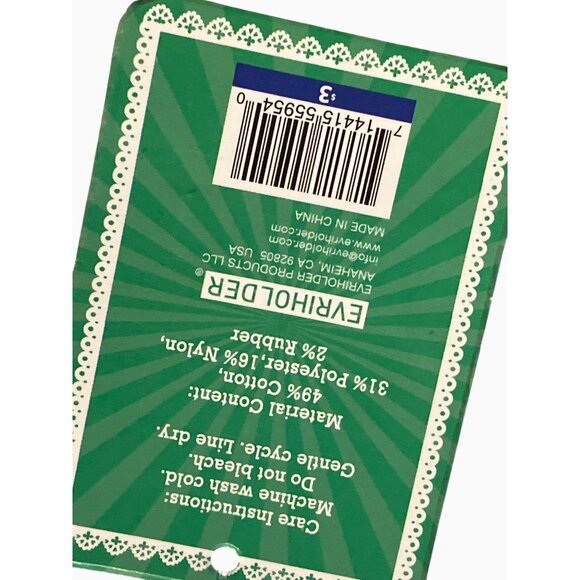 Care Instructions:
Machine wash cold.
Do not bleach.
Gentle cycle. Line dry.
Material Content:
49% Cotton,
31% Polyester,16% Nylon,
2% Rubber
EVRIHOLDER®
EVRIHOLDER PRODUCTS LLC
ANAHEIM, CA 92805 USA
info@evriholder.com
www.evriholder.com
MADE IN CHINA
7 14415 55954 0
s3